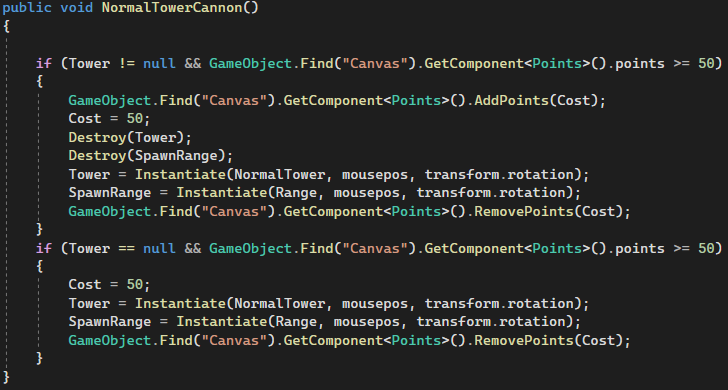 public void NormalTowerCannon()
{
if (Tower != null && GameObject.Find("Canvas").GetComponent<Points>().points >= 50)
{
GameObject.Find("Canvas").GetComponent<Points>().AddPoints(Cost);
Cost = 50;
Destroy(Tower);
Destroy(SpawnRange);
Tower = Instantiate(NormalTower, mousepos, transform.rotation);
SpawnRange = Instantiate(Range, mousepos, transform.rotation);
GameObject.Find("Canvas").GetComponent<Points>().RemovePoints(Cost);
}
if (Tower == null && GameObject.Find("Canvas").GetComponent<Points>().points >= 50)
{
Cost = 50;
Tower = Instantiate(NormalTower, mousepos, transform.rotation);
SpawnRange = Instantiate(Range, mousepos, transform.rotation);
GameObject.Find("Canvas").GetComponent<Points>().RemovePoints(Cost);
}
}